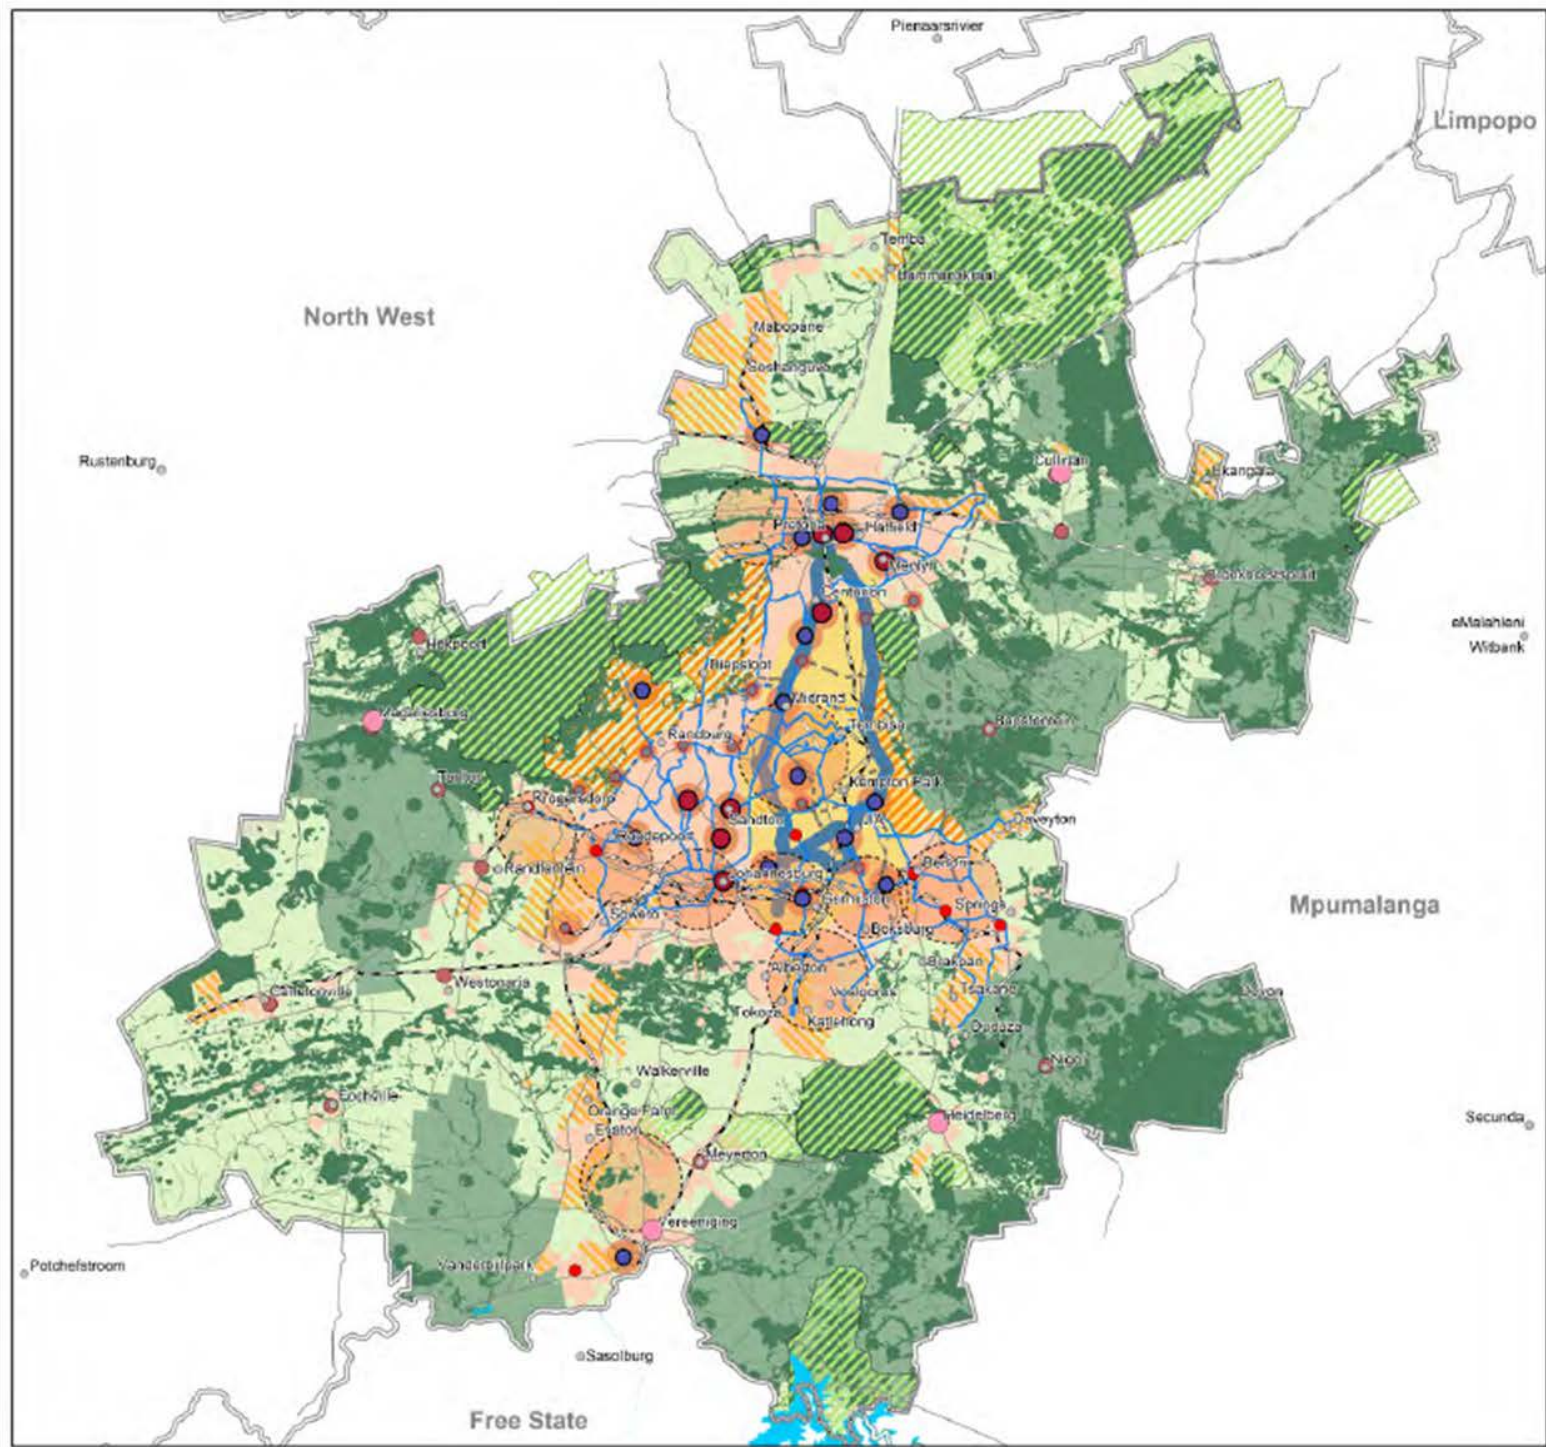 Pienaarsrivier
Limpopo
Temba
Hammanskraal
North West
Mabopane
Soshanguve
Rustenburg
Cullinan
Ekangala
Pretoria
Hatfield
Menlyn
Bronkhorstspruit
Centurion
eMalahleni
Witbank
Hekpoort
Diepsloot
Midrand
Magaliesburg
Tembisa
Bapsfontein
Randburg
Tarlton
Kempton Park
Krugersdorp
Sandton
Daveyton
Roodepoort
Benoni
Randfontein
Johannesburg
Germiston
Springs
Mpumalanga
Soweto
Boksburg
Brakpan
Alberton
Westonaria
Tsakane
Carletonville
Vosloorus
Devon
Tokoza
Katlehong
Duduza
Nigel
Walkerville
Fochville
Orange Farm
Heidelberg
Secunda
Evaton
Meyerton
Vereeniging
Potchefstroom
Vanderbijlpark
Sasolburg
Free State